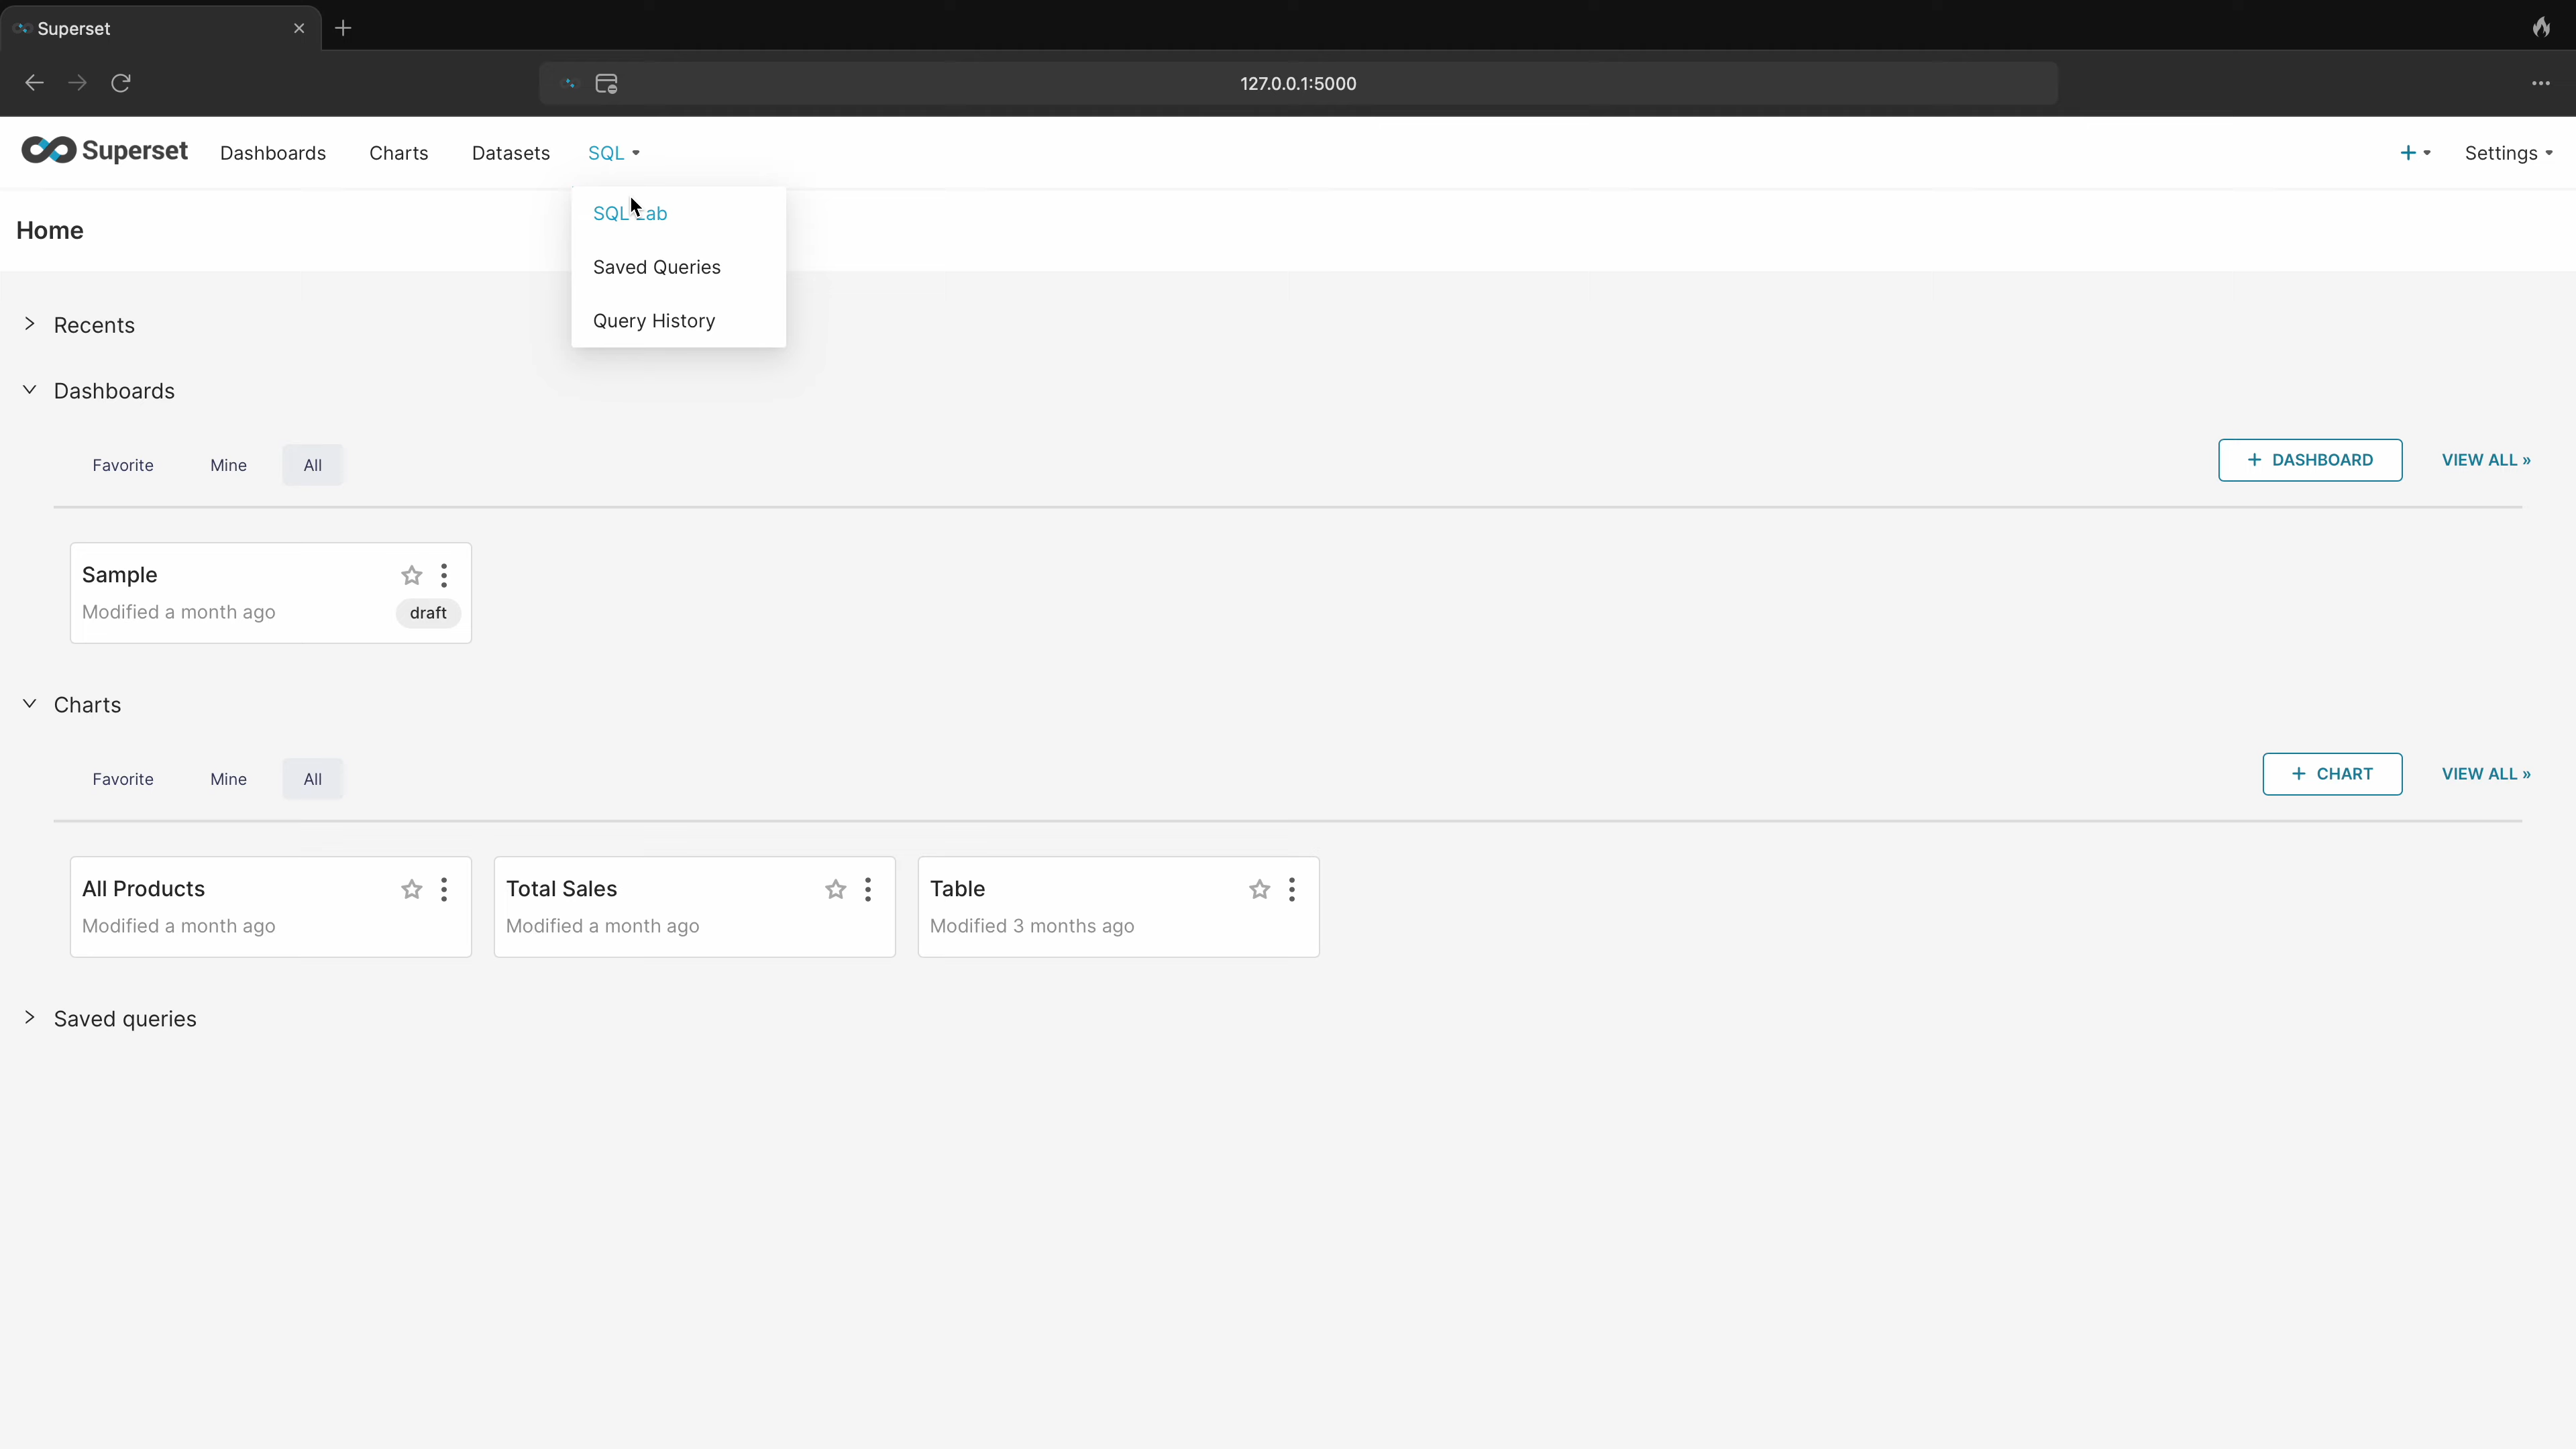 Superset
127.0.0.1:5000
Superset Dashboards Charts Datasets SQL Settings
SQL Lab
Home
Saved Queries
Query History
Recents
Dashboards
Favorite Mine All + DASHBOARD VIEW ALL »
Sample
Modified a month ago draft
Charts
Favorite Mine All + CHART VIEW ALL »
All Products Total Sales Table
Modified a month ago Modified a month ago Modified 3 months ago
Saved queries